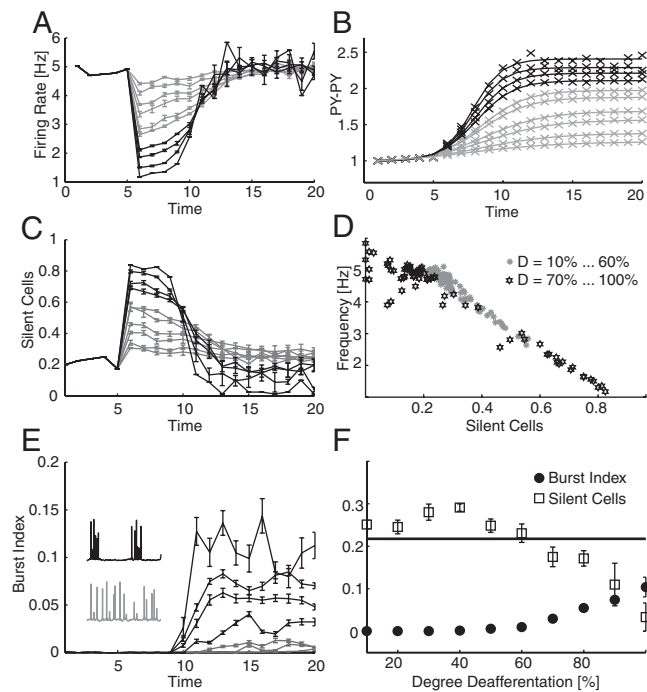 A
Firing Rate [Hz]
6
5
4
3
2
1
0 5 10 15 20
Time
B
PY-PY
2.5
2
1.5
1
0 5 10 15 20
Time
C
Silent Cells
1
0.8
0.6
0.4
0.2
0
5 10 15 20
Time
D
D = 10% ... 60%
D = 70% ... 100%
Frequency [Hz]
5
4
3
2
0.2 0.4 0.6 0.8
Silent Cells
E
Burst Index
0.2
0.15
0.1
0.05
0
0 5 10 15 20
Time
F
Burst Index
Silent Cells
0.3
0.2
0.1
0
20 40 60 80
Degree Deafferentation [%]